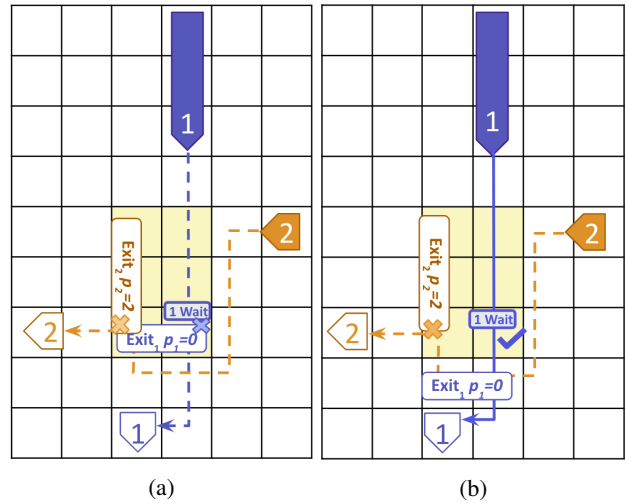 1
2
Exit₂ p₂=2
1 Wait
2
Exit₁ p₁=0
1
(a)
1
2
Exit₂ p₂=2
1 Wait
2
Exit₁ p₁=0
1
(b)